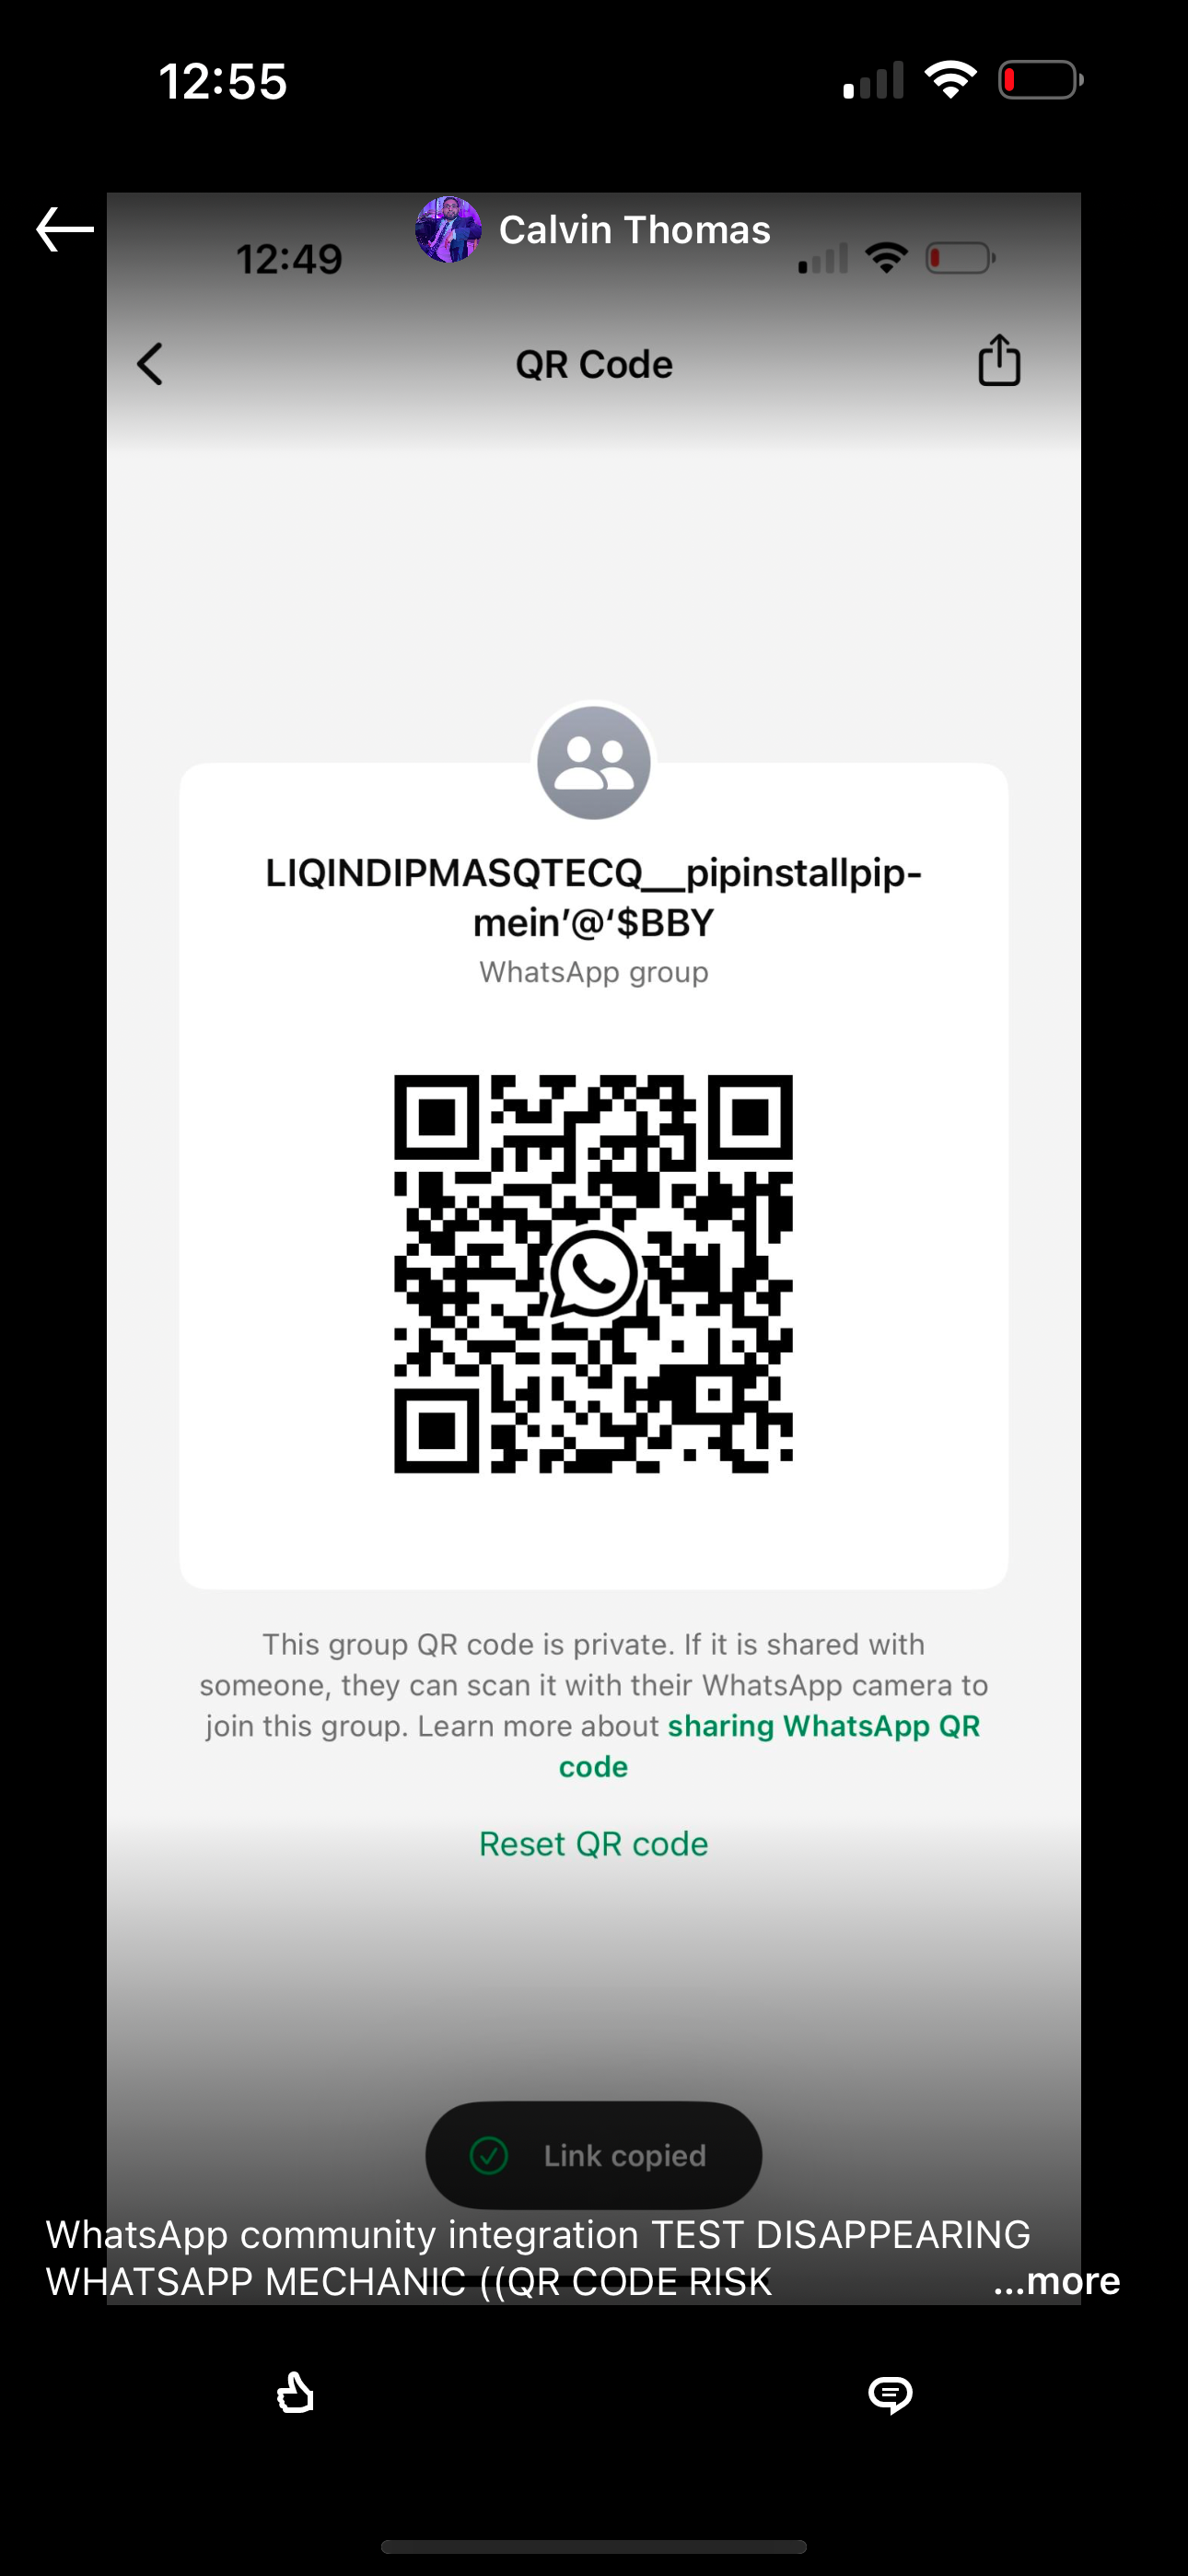 12:55
Calvin Thomas
12:49
QR Code
LIQINDIPMASQTECQ__pipinstallpip-
mein’@‘$BBY
WhatsApp group
This group QR code is private. If it is shared with
someone, they can scan it with their WhatsApp camera to
join this group. Learn more about sharing WhatsApp QR
code
Reset QR code
Link copied
WhatsApp community integration TEST DISAPPEARING
WHATSAPP MECHANIC ((QR CODE RISK ...more